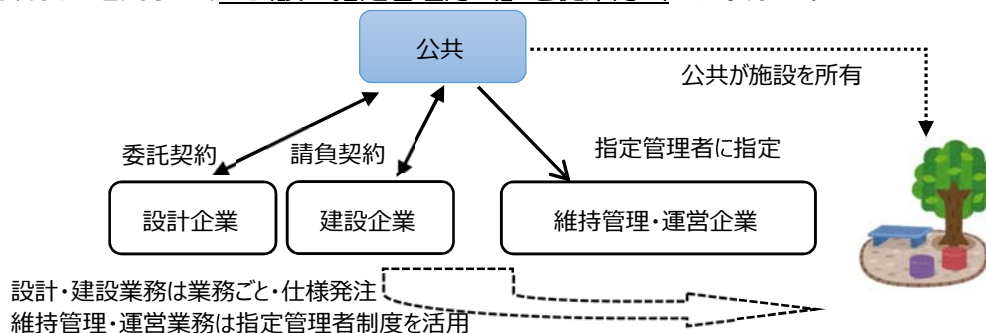 公共
公共が施設を所有
委託契約
請負契約
指定管理者に指定
設計企業
建設企業
維持管理・運営企業
設計・建設業務は業務ごと・仕様発注
維持管理・運営業務は指定管理者制度を活用